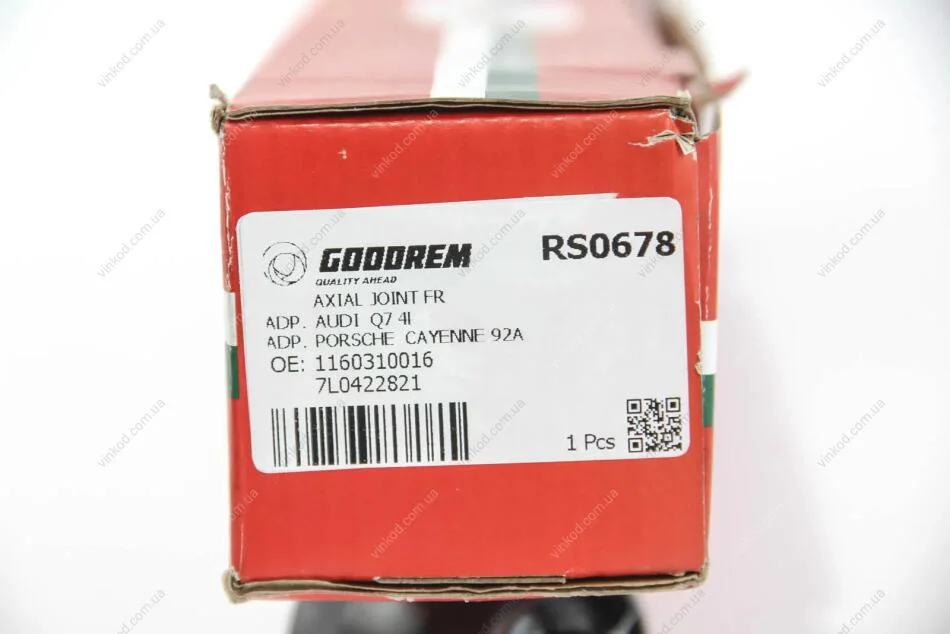 GOODREM
RS0678
QUALITY AHEAD
AXIAL JOINT FR
ADP. AUDI Q7 4l
ADP. PORSCHE CAYENNE 92A
OE: 1160310016
7L0422821
1 Pcs
vinkod.com.ua